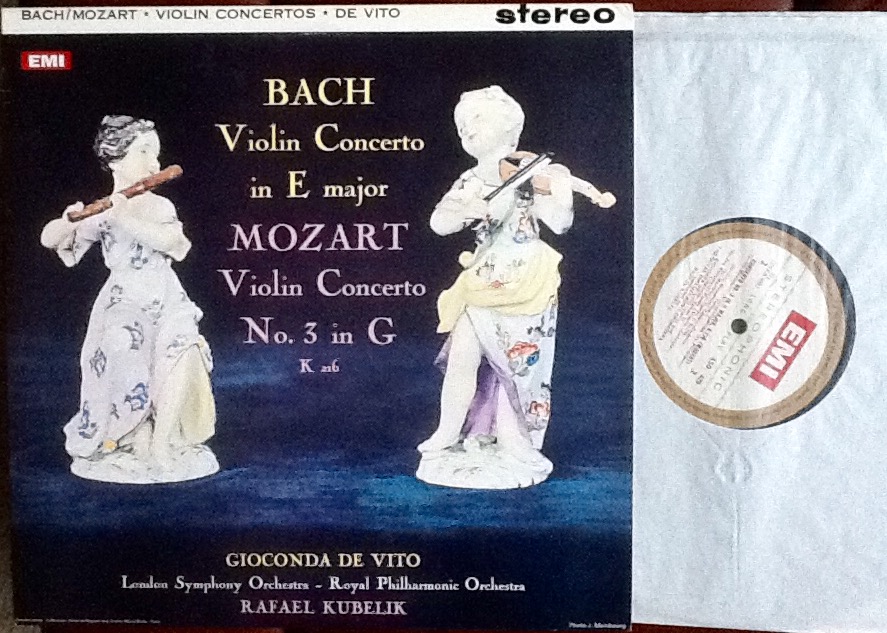 BACH/MOZART • VIOLIN CONCERTOS • DE VITO
stereo
EMI
BACH
Violin Concerto
in E major
MOZART
Violin Concerto
No. 3 in G
K 216
GIOCONDA DE VITO
London Symphony Orchestra - Royal Philharmonic Orchestra
RAFAEL KUBELIK
EMI
STEREOPHONIC